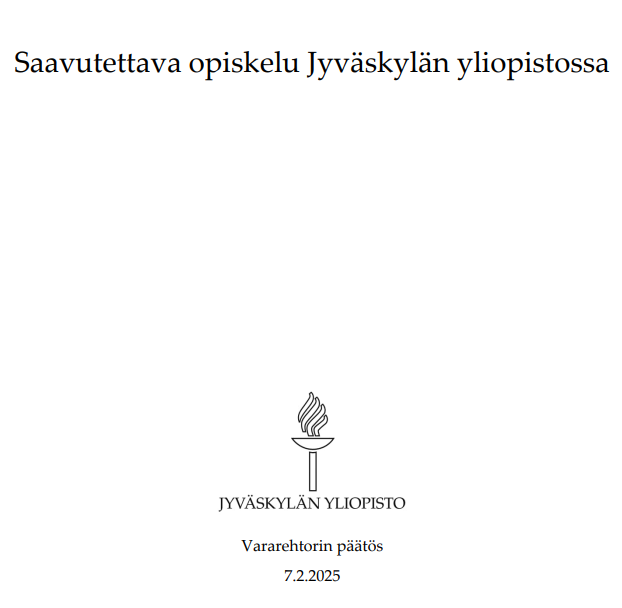 Saavutettava opiskelu Jyväskylän yliopistossa
JYVÄSKYLÄN YLIOPISTO
Vararehtorin päätös
7.2.2025